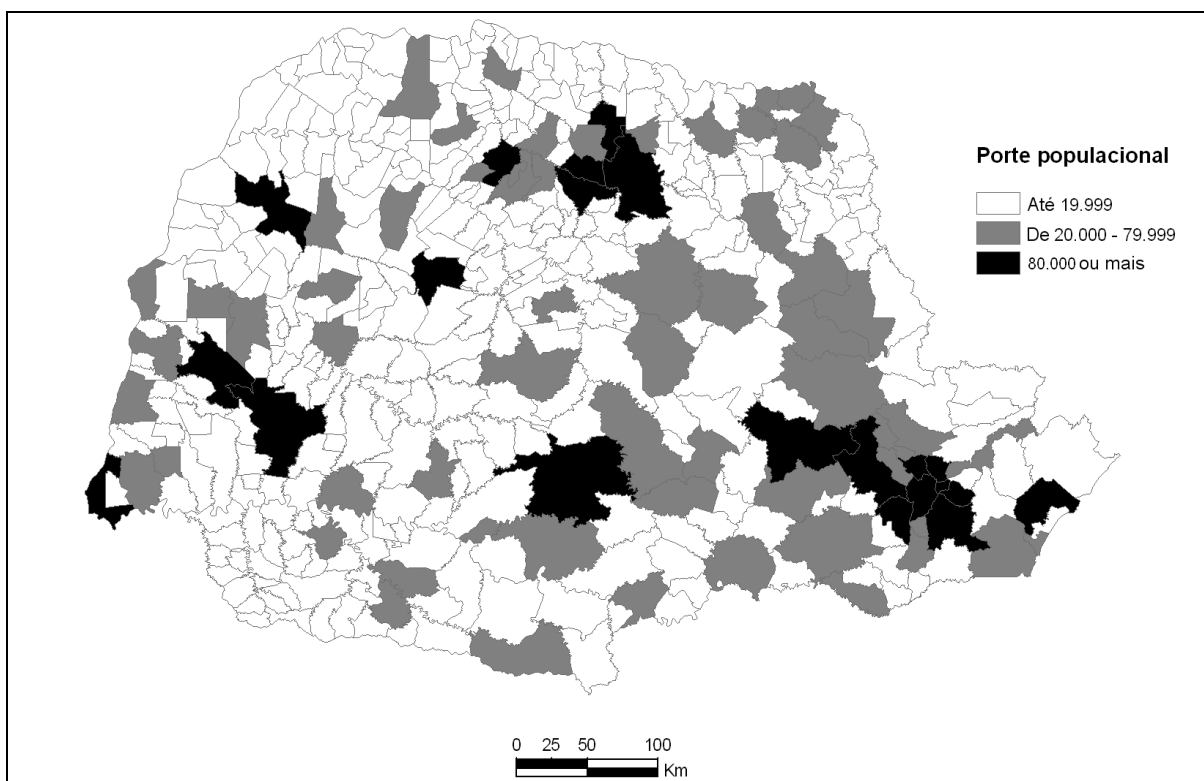 Porte populacional
Até 19.999
De 20.000 - 79.999
80.000 ou mais
0 25 50 100
Km